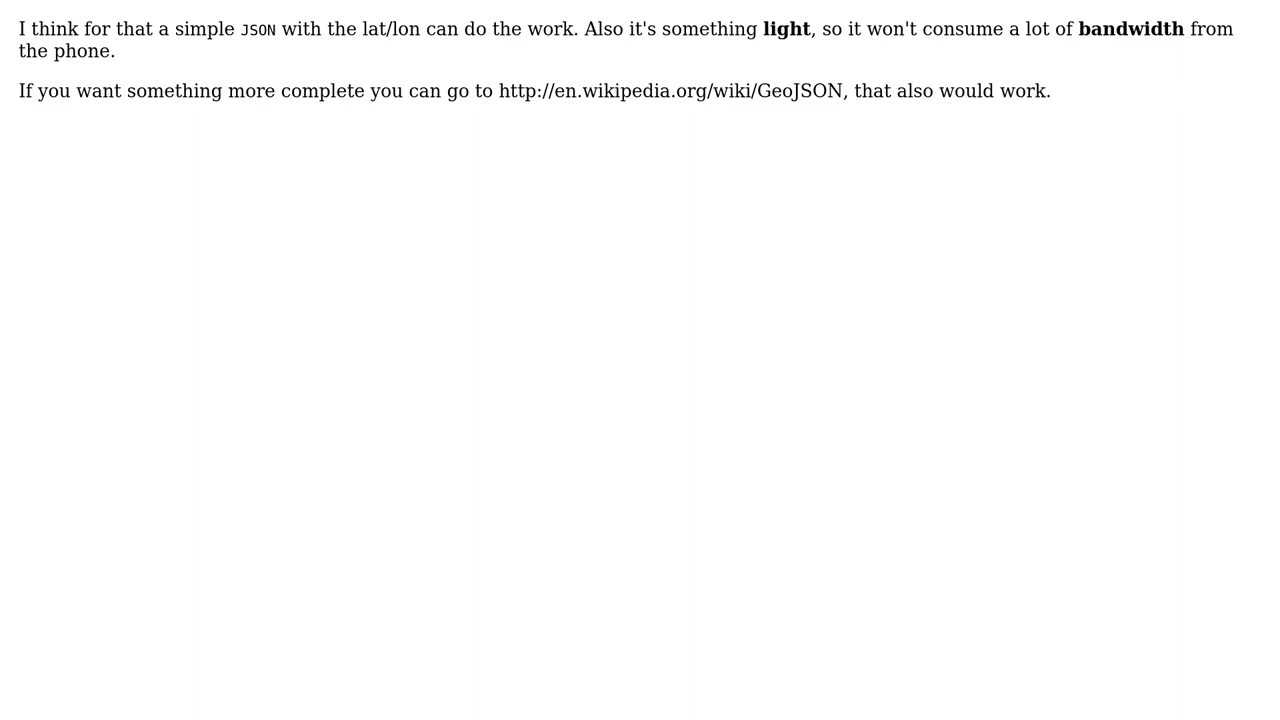 I think for that a simple JSON with the lat/lon can do the work. Also it's something light, so it won't consume a lot of bandwidth from
the phone.
If you want something more complete you can go to http://en.wikipedia.org/wiki/GeoJSON, that also would work.